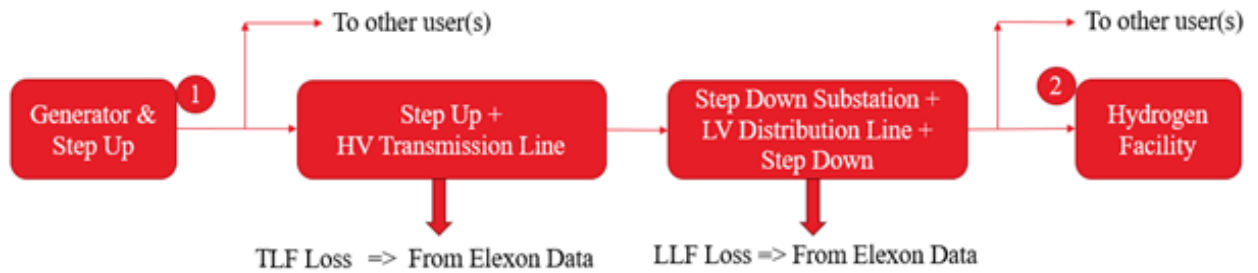 To other user(s)
To other user(s)
1
2
Generator &
Step Up
Step Up +
HV Transmission Line
Step Down Substation +
LV Distribution Line +
Step Down
Hydrogen
Facility
TLF Loss => From Elexon Data
LLF Loss => From Elexon Data